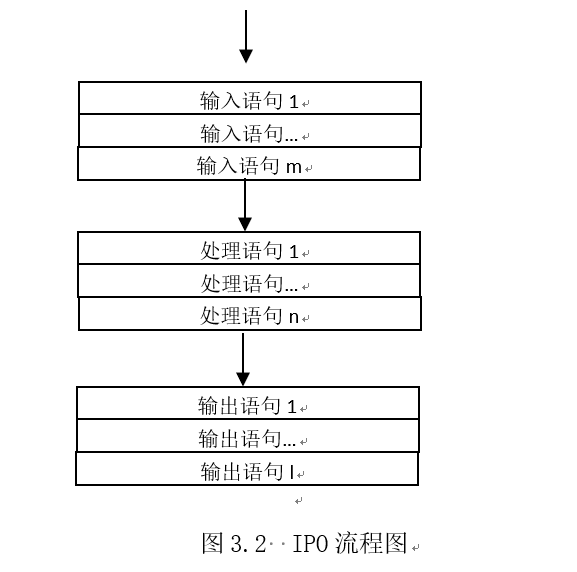 输入语句 1
输入语句...
输入语句 m
处理语句 1
处理语句...
处理语句 n
输出语句 1
输出语句...
输出语句 l
图 3.2 IPO 流程图